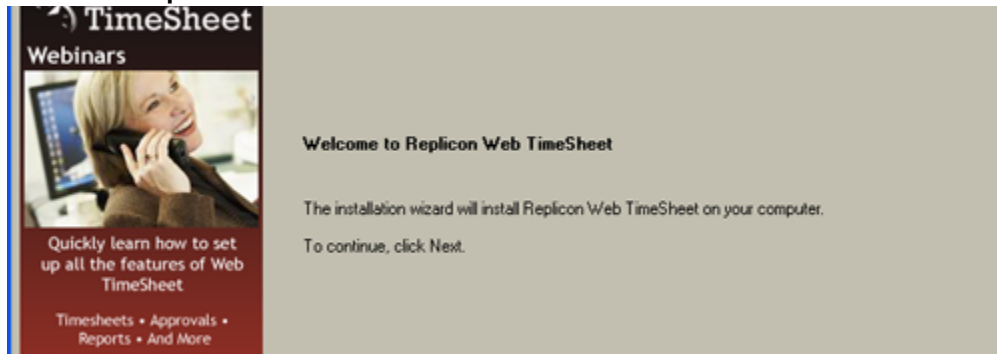 TimeSheet
Webinars
Quickly learn how to set
up all the features of Web
TimeSheet
Timesheets • Approvals •
Reports • And More
Welcome to Replicon Web TimeSheet
The installation wizard will install Replicon Web TimeSheet on your computer.
To continue, click Next.